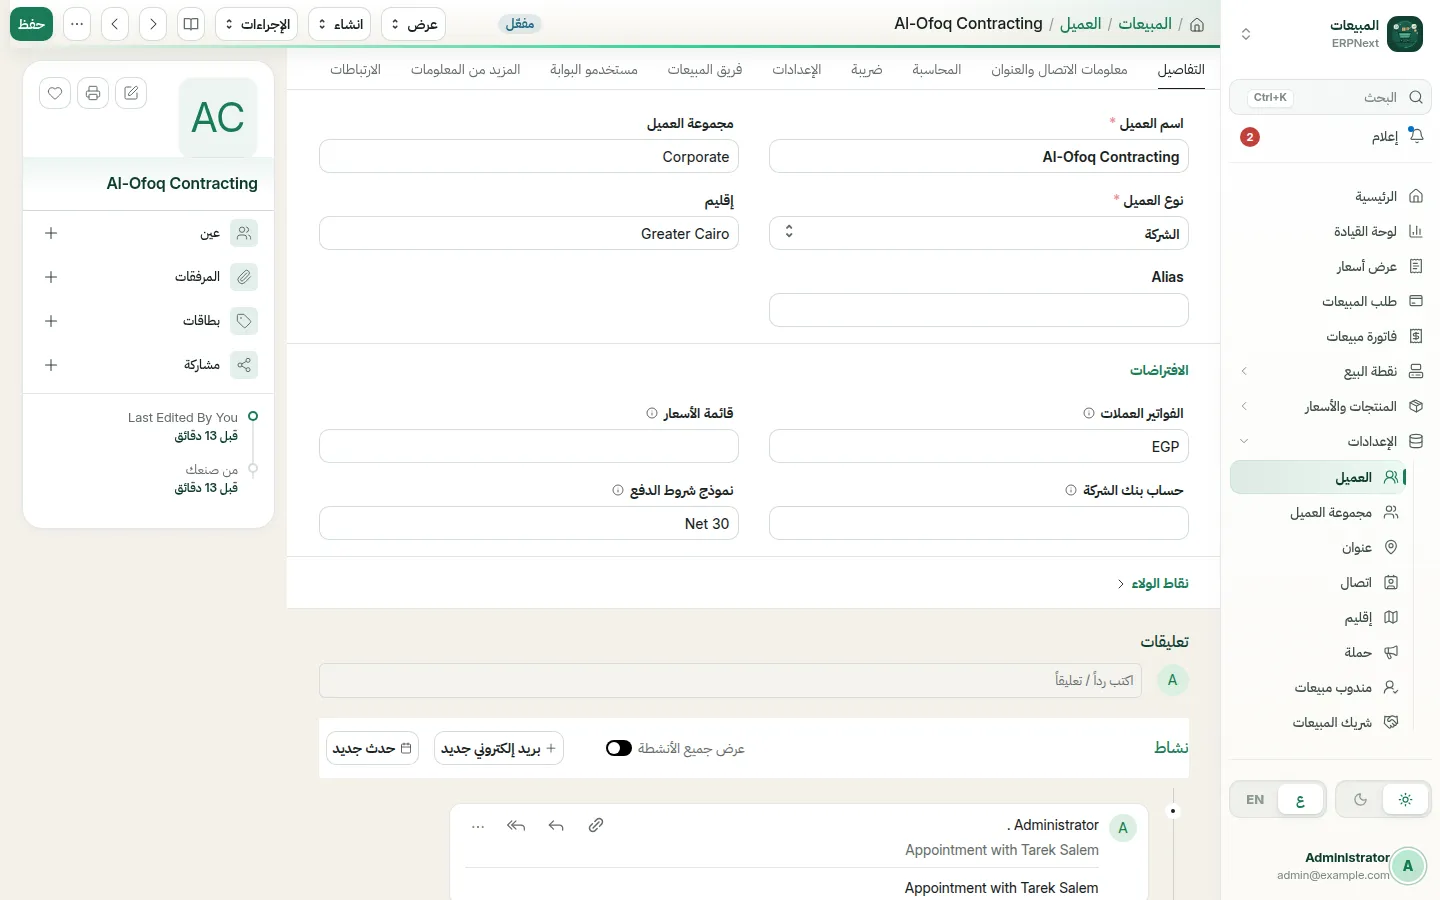 المبيعات
ERPNext
البحث
Ctrl+K
إعلام
2
الرئيسية
لوحة القيادة
عرض أسعار
طلب المبيعات
فاتورة مبيعات
نقطة البيع
المنتجات والأسعار
الإعدادات
العميل
مجموعة العميل
عنوان
اتصال
إقليم
حملة
مندوب مبيعات
شريك المبيعات
ع
EN
Administrator
admin@example.com
A
المبيعات / العميل / Al-Ofoq Contracting
مفعّل
عرض
انشاء
الإجراءات
حفظ
التفاصيل
معلومات الاتصال والعنوان
المحاسبة
ضريبة
الإعدادات
فريق المبيعات
مستخدمو البوابة
المزيد من المعلومات
الارتباطات
اسم العميل *
Al-Ofoq Contracting
مجموعة العميل
Corporate
نوع العميل *
الشركة
إقليم
Greater Cairo
Alias
الافتراضات
الفواتير العملات
EGP
قائمة الأسعار
حساب بنك الشركة
نموذج شروط الدفع
Net 30
نقاط الولاء
تعليقات
A
اكتب رداً / تعليقاً
نشاط
عرض جميع الأنشطة
بريد إلكتروني جديد
حدث جديد
A
Administrator .
Appointment with Tarek Salem
Appointment with Tarek Salem
AC
Al-Ofoq Contracting
عين
المرفقات
بطاقات
مشاركة
Last Edited By You
قبل 13 دقائق
من صنعك
قبل 13 دقائق